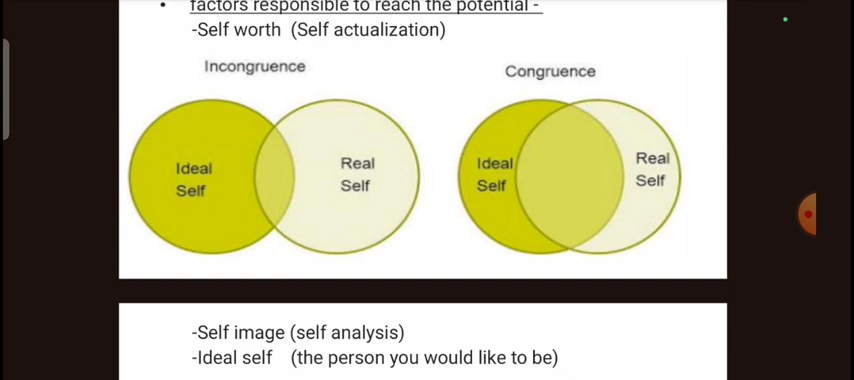 • factors responsible to reach the potential -
-Self worth (Self actualization)
Incongruence
Congruence
Ideal
Self
Real
Self
Ideal
Self
Real
Self
-Self image (self analysis)
-Ideal self (the person you would like to be)